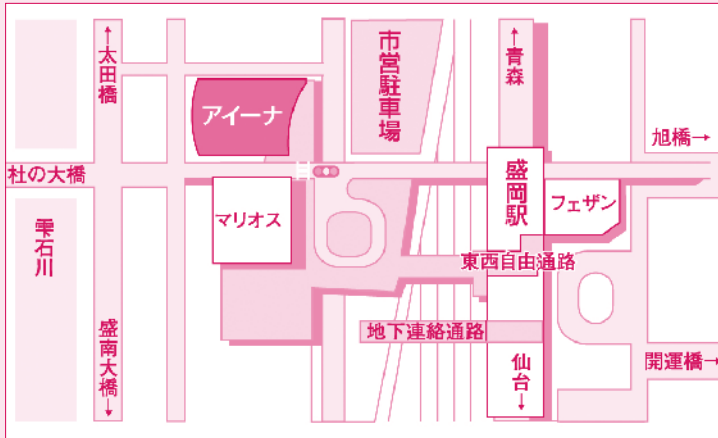 ←太田橋
市営駐車場
←青森
アイーナ
旭橋→
杜の大橋
盛岡駅
フェザン
マリオス
雫石川
東西自由通路
地下連絡通路
盛南大橋→
仙台→
開運橋→